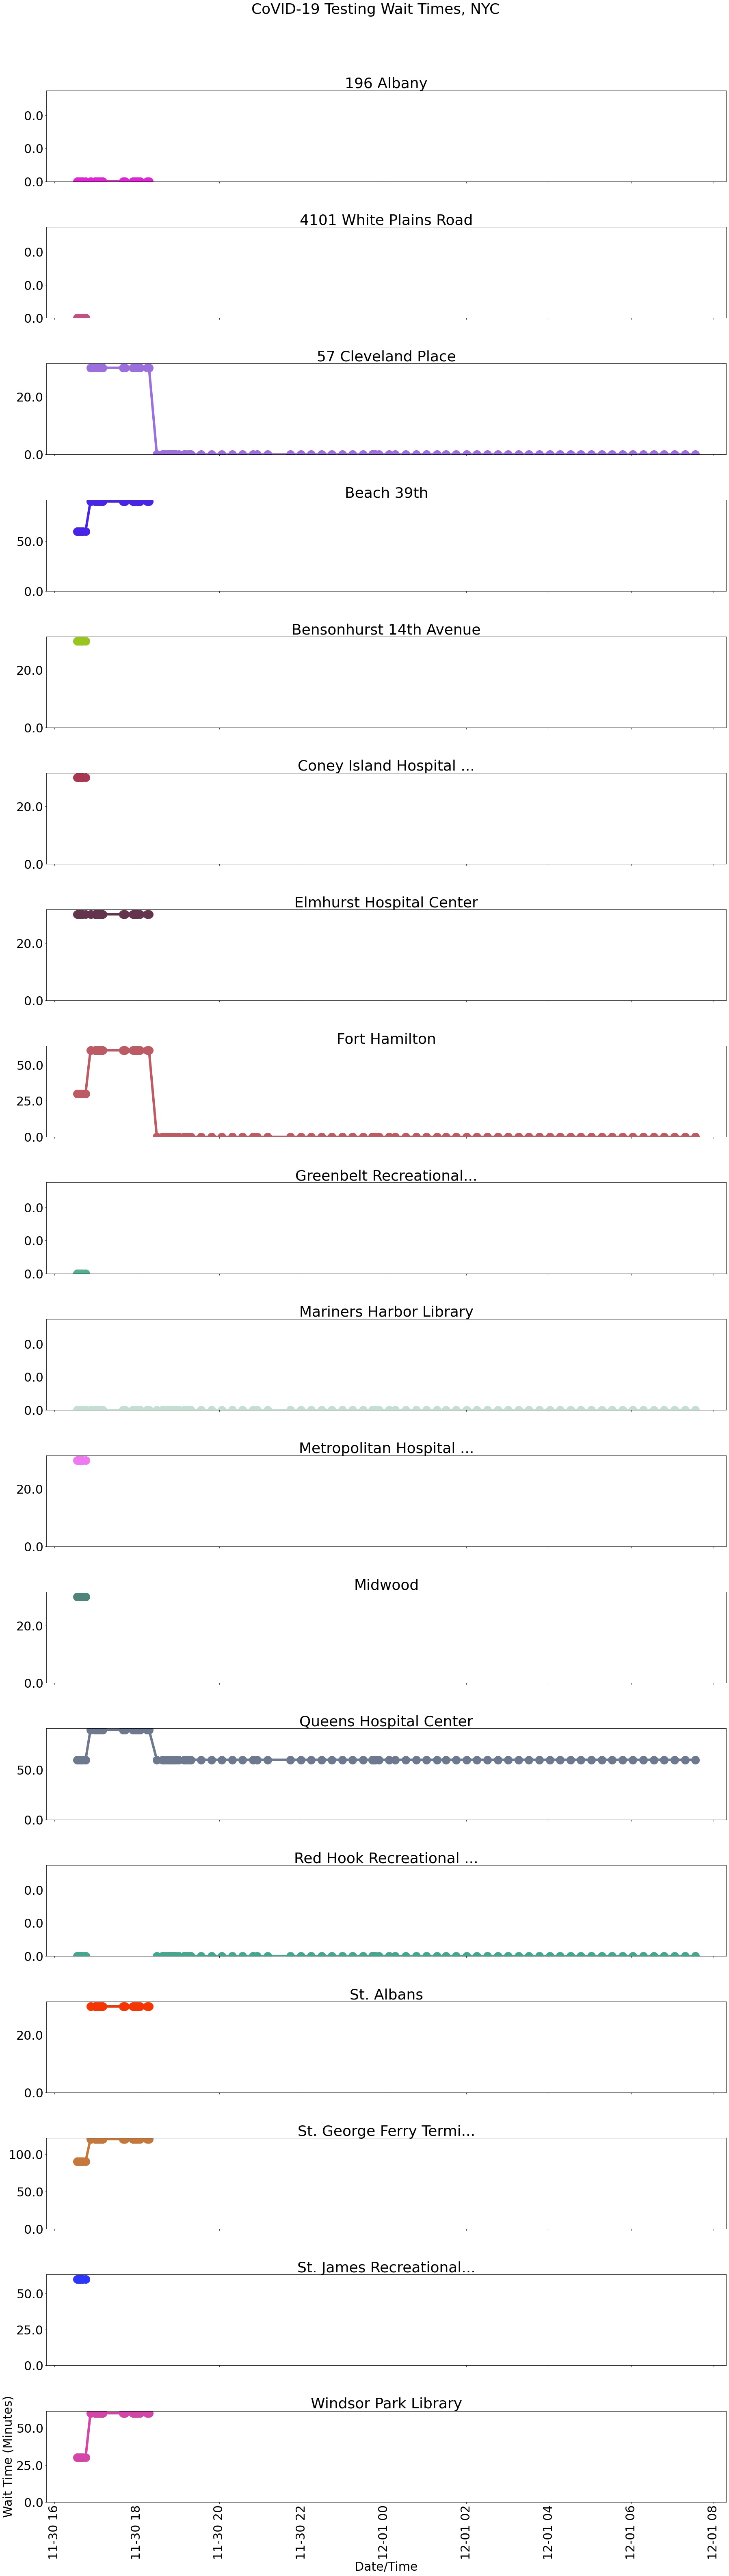 CoVID-19 Testing Wait Times, NYC
196 Albany
0.0
0.0
0.0
4101 White Plains Road
0.0
0.0
0.0
57 Cleveland Place
20.0
0.0
Beach 39th
50.0
0.0
Bensonhurst 14th Avenue
20.0
0.0
Coney Island Hospital ...
20.0
0.0
Elmhurst Hospital Center
20.0
0.0
Fort Hamilton
50.0
25.0
0.0
Greenbelt Recreational...
0.0
0.0
0.0
Mariners Harbor Library
0.0
0.0
0.0
Metropolitan Hospital ...
20.0
0.0
Midwood
20.0
0.0
Queens Hospital Center
50.0
0.0
Red Hook Recreational ...
0.0
0.0
0.0
St. Albans
20.0
0.0
St. George Ferry Termi...
100.0
50.0
0.0
St. James Recreational...
50.0
25.0
0.0
Windsor Park Library
50.0
25.0
0.0
Wait Time (Minutes)
11-30 16
11-30 18
11-30 20
11-30 22
12-01 00
12-01 02
12-01 04
12-01 06
12-01 08
Date/Time